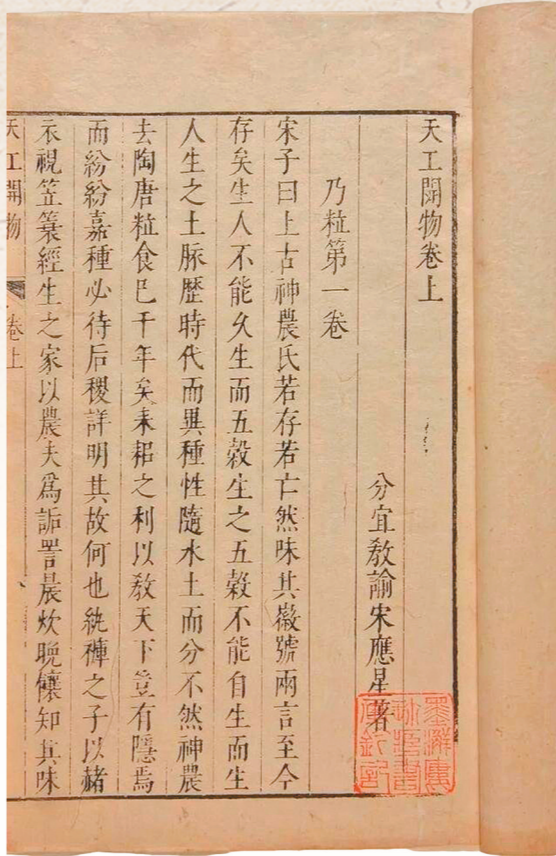 天工開物卷上
分宜敎諭宋應星著
乃粒第一卷
宋子曰上古神農氏若存若亡然味其徽號兩言至今
存矣生人不能久生而五穀生之五穀不能自生而生
人生之土脈歷時代而異種性隨水土而分不然神農
去陶唐粒食已千年矣耒耜之利以敎天下豈有隱焉
而紛紛嘉種必待后稷詳明其故何也紈褲之子以赭
衣視笠簑經生之家以農夫爲詬詈晨炊晚饟知其味
天工開物 卷上